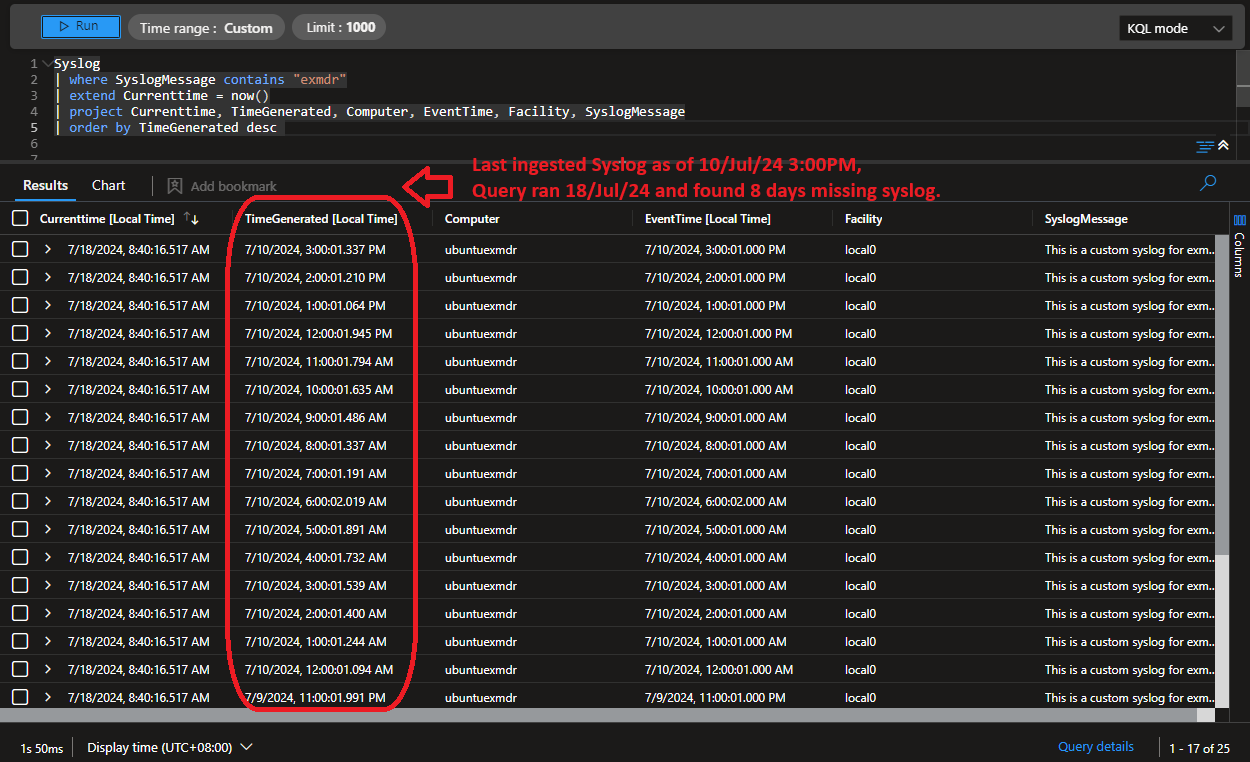 Run
Time range : Custom
Limit : 1000
KQL mode
1 Syslog
2 | where SyslogMessage contains "exmdr"
3 | extend Currenttime = now()
4 | project Currenttime, TimeGenerated, Computer, EventTime, Facility, SyslogMessage
5 | order by TimeGenerated desc
6
7
Last ingested Syslog as of 10/Jul/24 3:00PM,
Query ran 18/Jul/24 and found 8 days missing syslog.
Results Chart Add bookmark
Currenttime [Local Time] TimeGenerated [Local Time] Computer EventTime [Local Time] Facility SyslogMessage
Columns
7/18/2024, 8:40:16.517 AM 7/10/2024, 3:00:01.337 PM ubuntuexmdr 7/10/2024, 3:00:01.000 PM local0 This is a custom syslog for exm...
7/18/2024, 8:40:16.517 AM 7/10/2024, 2:00:01.210 PM ubuntuexmdr 7/10/2024, 2:00:01.000 PM local0 This is a custom syslog for exm...
7/18/2024, 8:40:16.517 AM 7/10/2024, 1:00:01.064 PM ubuntuexmdr 7/10/2024, 1:00:01.000 PM local0 This is a custom syslog for exm...
7/18/2024, 8:40:16.517 AM 7/10/2024, 12:00:01.945 PM ubuntuexmdr 7/10/2024, 12:00:01.000 PM local0 This is a custom syslog for exm...
7/18/2024, 8:40:16.517 AM 7/10/2024, 11:00:01.794 AM ubuntuexmdr 7/10/2024, 11:00:01.000 AM local0 This is a custom syslog for exm...
7/18/2024, 8:40:16.517 AM 7/10/2024, 10:00:01.635 AM ubuntuexmdr 7/10/2024, 10:00:01.000 AM local0 This is a custom syslog for exm...
7/18/2024, 8:40:16.517 AM 7/10/2024, 9:00:01.486 AM ubuntuexmdr 7/10/2024, 9:00:01.000 AM local0 This is a custom syslog for exm...
7/18/2024, 8:40:16.517 AM 7/10/2024, 8:00:01.337 AM ubuntuexmdr 7/10/2024, 8:00:01.000 AM local0 This is a custom syslog for exm...
7/18/2024, 8:40:16.517 AM 7/10/2024, 7:00:01.191 AM ubuntuexmdr 7/10/2024, 7:00:01.000 AM local0 This is a custom syslog for exm...
7/18/2024, 8:40:16.517 AM 7/10/2024, 6:00:02.019 AM ubuntuexmdr 7/10/2024, 6:00:02.000 AM local0 This is a custom syslog for exm...
7/18/2024, 8:40:16.517 AM 7/10/2024, 5:00:01.891 AM ubuntuexmdr 7/10/2024, 5:00:01.000 AM local0 This is a custom syslog for exm...
7/18/2024, 8:40:16.517 AM 7/10/2024, 4:00:01.732 AM ubuntuexmdr 7/10/2024, 4:00:01.000 AM local0 This is a custom syslog for exm...
7/18/2024, 8:40:16.517 AM 7/10/2024, 3:00:01.539 AM ubuntuexmdr 7/10/2024, 3:00:01.000 AM local0 This is a custom syslog for exm...
7/18/2024, 8:40:16.517 AM 7/10/2024, 2:00:01.400 AM ubuntuexmdr 7/10/2024, 2:00:01.000 AM local0 This is a custom syslog for exm...
7/18/2024, 8:40:16.517 AM 7/10/2024, 1:00:01.244 AM ubuntuexmdr 7/10/2024, 1:00:01.000 AM local0 This is a custom syslog for exm...
7/18/2024, 8:40:16.517 AM 7/10/2024, 12:00:01.094 AM ubuntuexmdr 7/10/2024, 12:00:01.000 AM local0 This is a custom syslog for exm...
7/18/2024, 8:40:16.517 AM 7/9/2024, 11:00:01.991 PM ubuntuexmdr 7/9/2024, 11:00:01.000 PM local0 This is a custom syslog for exm...
1s 50ms Display time (UTC+08:00) Query details 1 - 17 of 25